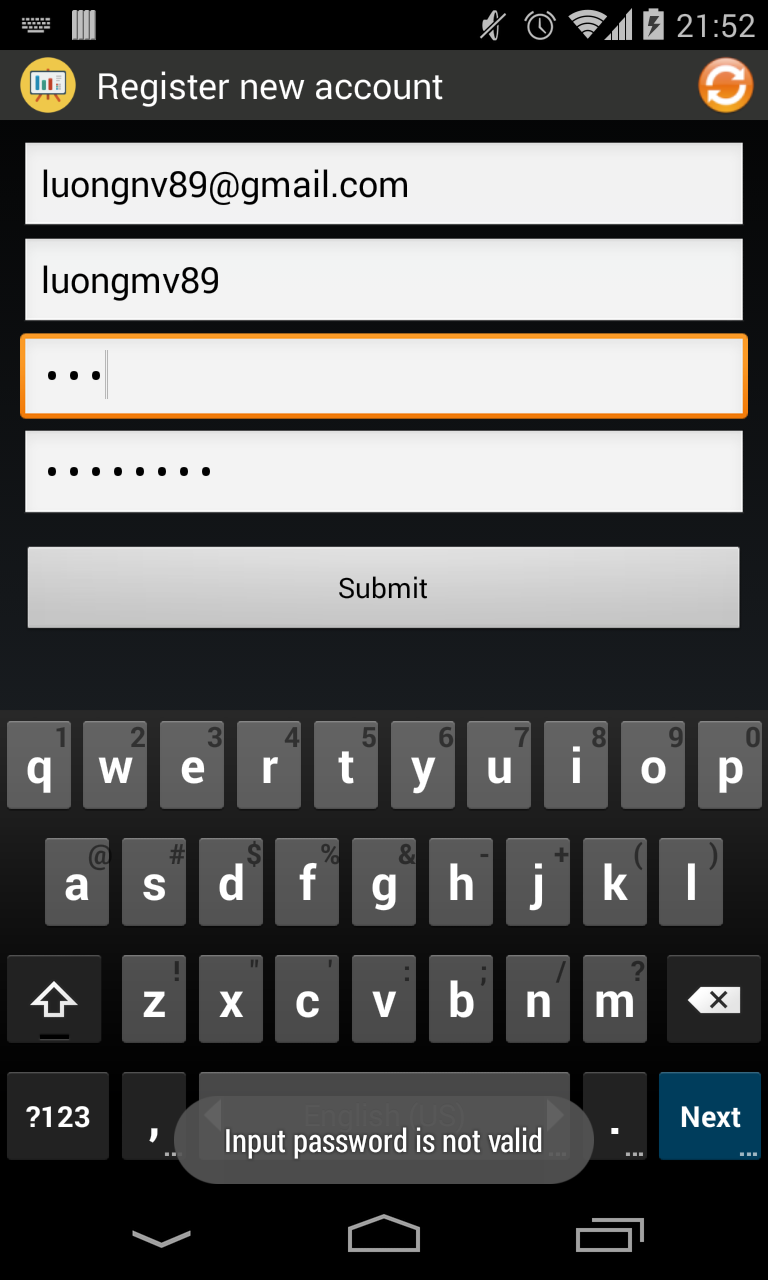 21:52
Register new account
luongnv89@gmail.com
luongmv89
•••
••••••••
Submit
1 2 3 4 5 6 7 8 9 0
q w e r t y u i o p
@ # $ % & - + ( )
a s d f g h j k l
! " ' : ; / ?
z x c v b n m
?123 , English (US) . Next
Input password is not valid